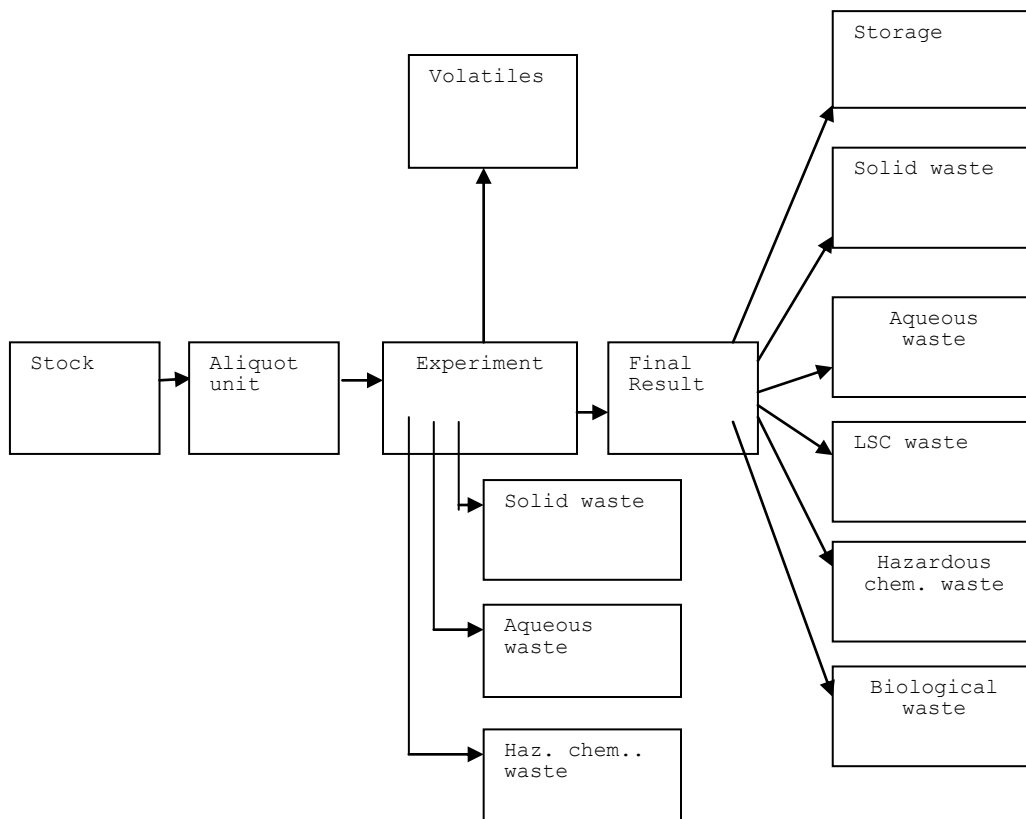 Storage
Volatiles
Solid waste
Aqueous
waste
Stock
Aliquot
unit
Experiment
Final
Result
LSC waste
Solid waste
Hazardous
chem. waste
Aqueous
waste
Biological
waste
Haz. chem..
waste